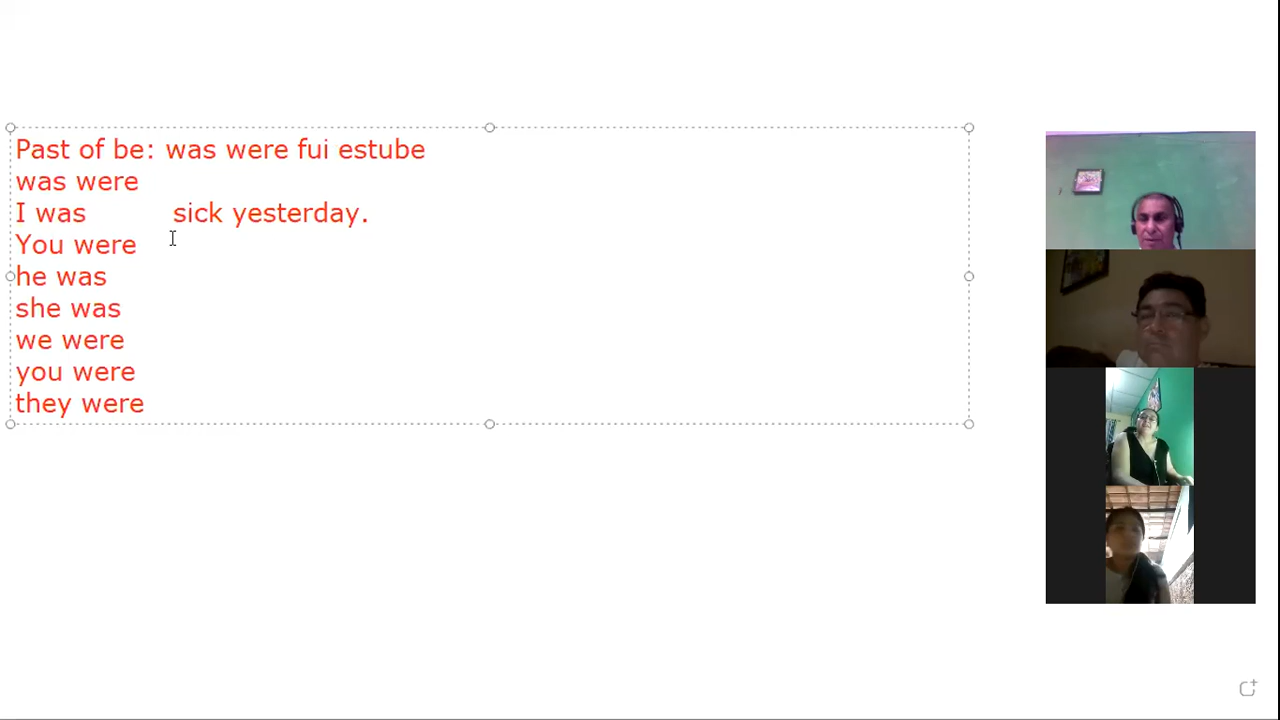 Past of be: was were fui estube
was were
I was sick yesterday.
You were
he was
she was
we were
you were
they were